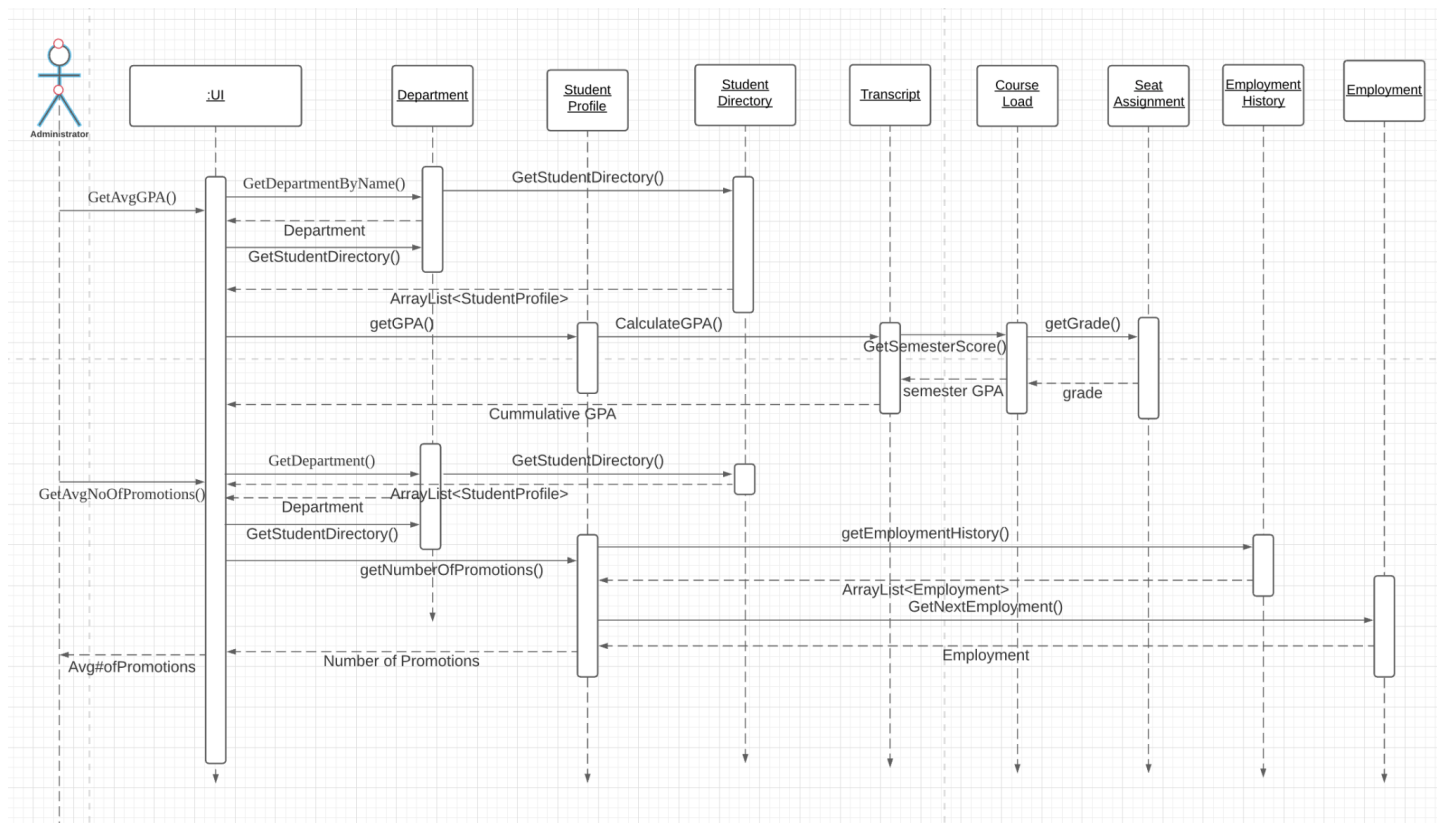 Administrator
:UI
Department
Student
Profile
Student
Directory
Transcript
Course
Load
Seat
Assignment
Employment
History
Employment
GetAvgGPA()
GetDepartmentByName()
GetStudentDirectory()
Department
GetStudentDirectory()
ArrayList<StudentProfile>
getGPA()
CalculateGPA()
GetSemesterScore()
getGrade()
semester GPA
grade
Cummulative GPA
GetDepartment()
GetStudentDirectory()
GetAvgNoOfPromotions()
ArrayList<StudentProfile>
Department
GetStudentDirectory()
getEmploymentHistory()
getNumberOfPromotions()
ArrayList<Employment>
GetNextEmployment()
Employment
Number of Promotions
Avg#ofPromotions